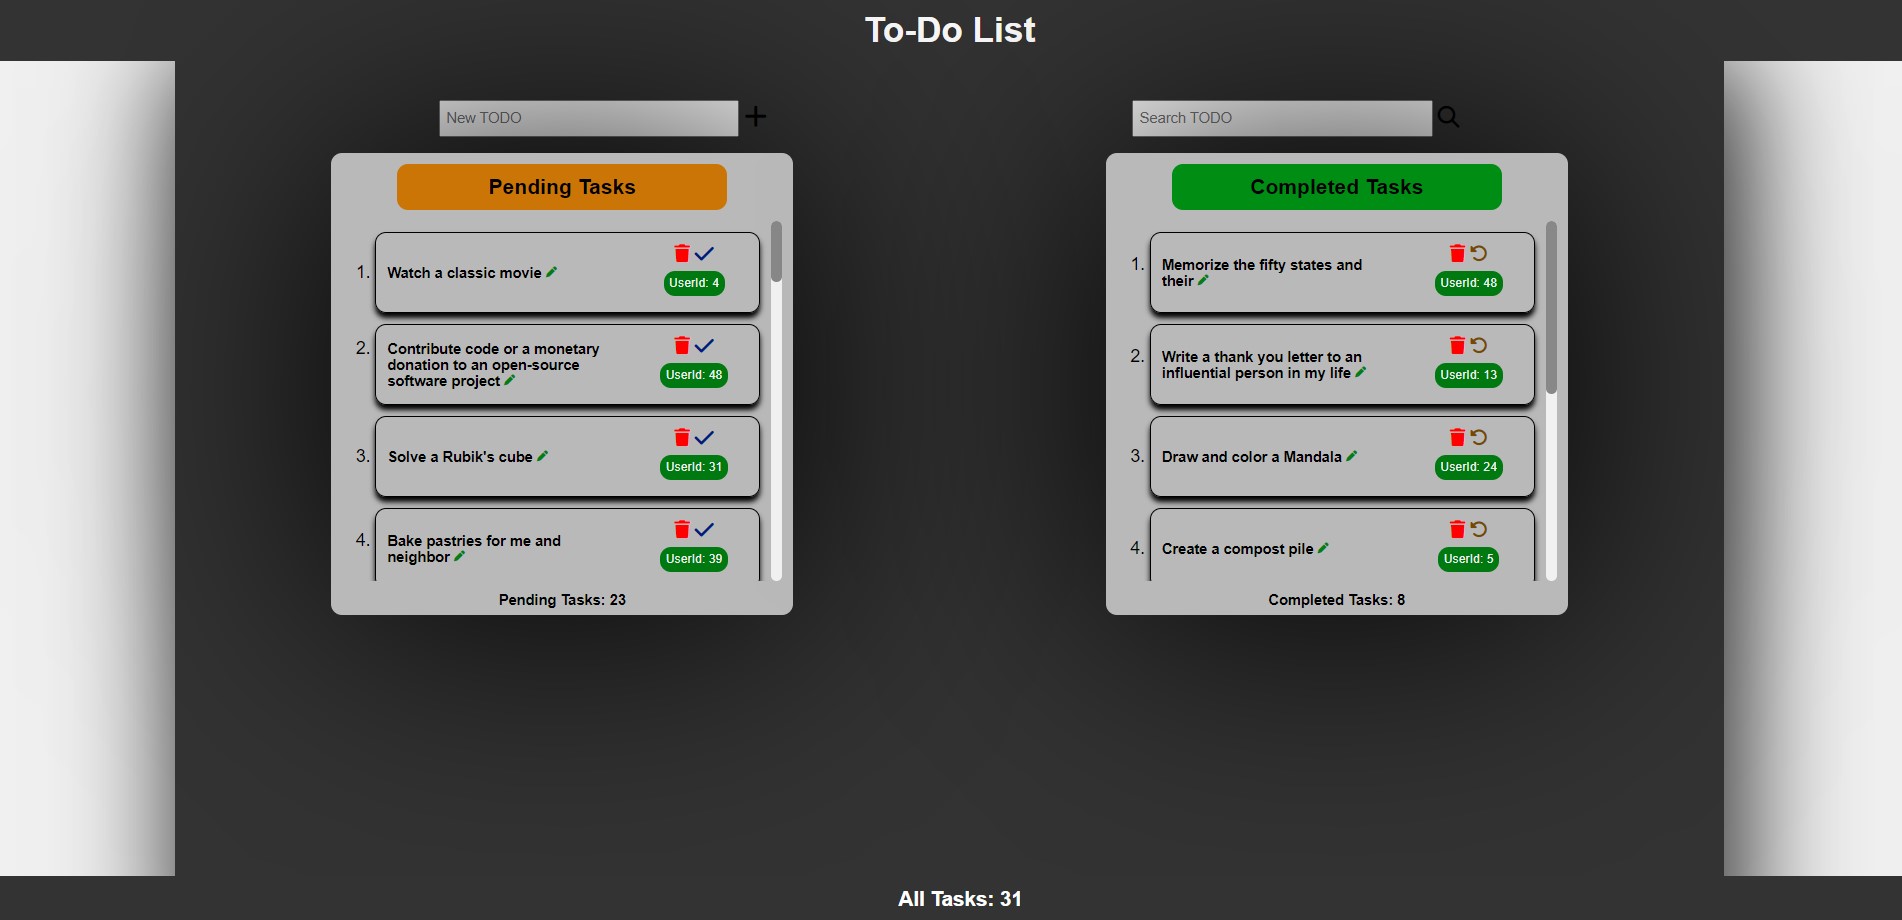 To-Do List
New TODO
Search TODO
Pending Tasks
1.
Watch a classic movie
UserId: 4
2.
Contribute code or a monetary
donation to an open-source
software project
UserId: 48
3.
Solve a Rubik's cube
UserId: 31
4.
Bake pastries for me and
neighbor
UserId: 39
Pending Tasks: 23
Completed Tasks
1.
Memorize the fifty states and
their
UserId: 48
2.
Write a thank you letter to an
influential person in my life
UserId: 13
3.
Draw and color a Mandala
UserId: 24
4.
Create a compost pile
UserId: 5
Completed Tasks: 8
All Tasks: 31